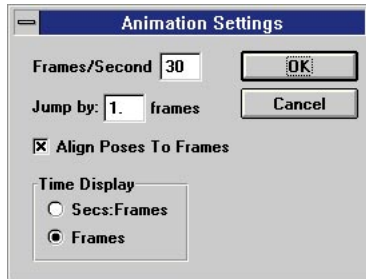 Animation Settings
Frames/Second 30
OK
Jump by: 1. frames
Cancel
Align Poses To Frames
Time Display
Secs:Frames
Frames